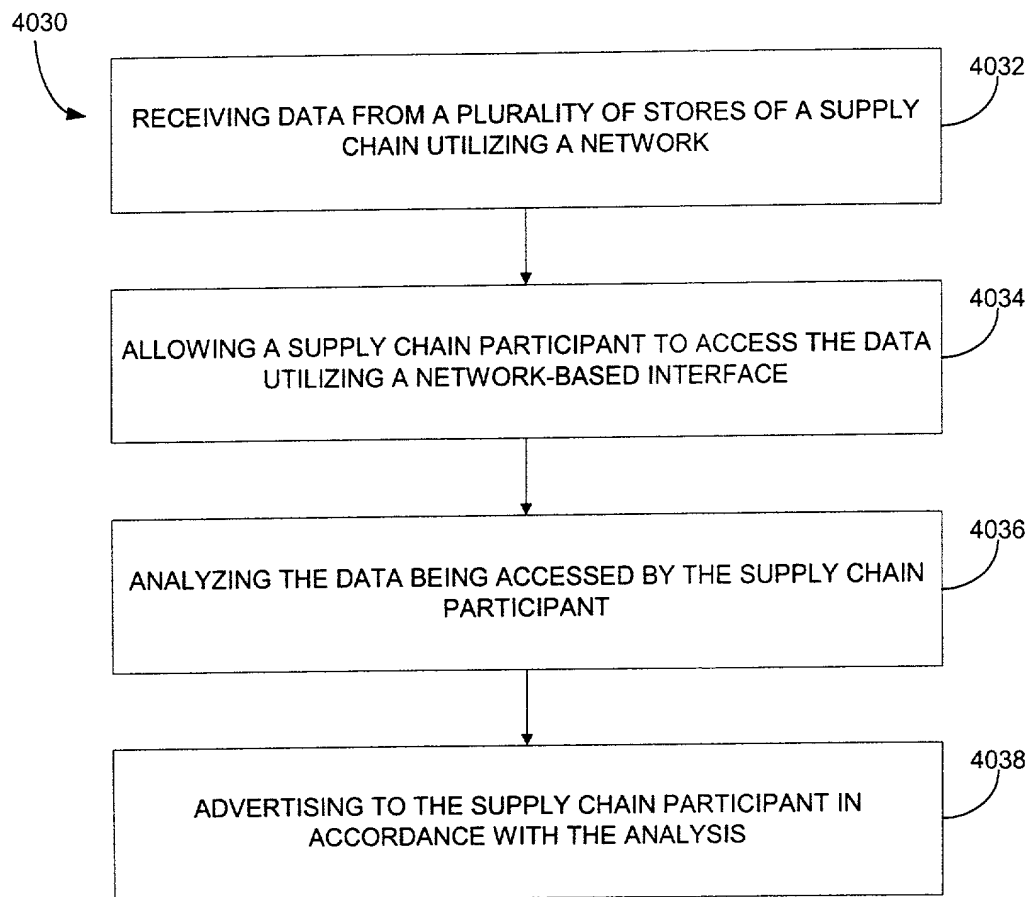 4030
4032
RECEIVING DATA FROM A PLURALITY OF STORES OF A SUPPLY
CHAIN UTILIZING A NETWORK
4034
ALLOWING A SUPPLY CHAIN PARTICIPANT TO ACCESS THE DATA
UTILIZING A NETWORK-BASED INTERFACE
4036
ANALYZING THE DATA BEING ACCESSED BY THE SUPPLY CHAIN
PARTICIPANT
4038
ADVERTISING TO THE SUPPLY CHAIN PARTICIPANT IN
ACCORDANCE WITH THE ANALYSIS